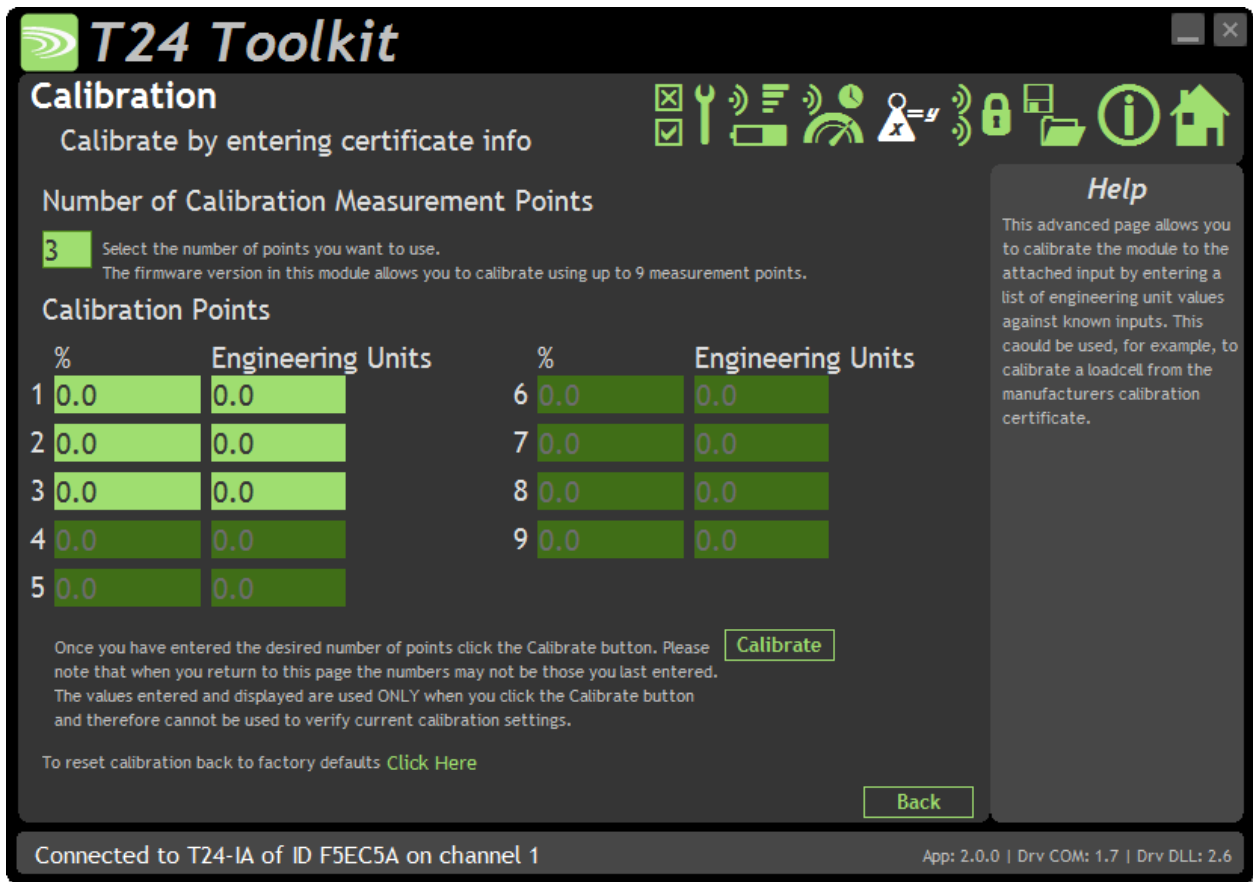 T24 Toolkit
Calibration
Calibrate by entering certificate info
x=y
Number of Calibration Measurement Points
3
Select the number of points you want to use.
The firmware version in this module allows you to calibrate using up to 9 measurement points.
Calibration Points
% Engineering Units % Engineering Units
1 0.0 0.0 6 0.0 0.0
2 0.0 0.0 7 0.0 0.0
3 0.0 0.0 8 0.0 0.0
4 0.0 0.0 9 0.0 0.0
5 0.0 0.0
Once you have entered the desired number of points click the Calibrate button. Please
note that when you return to this page the numbers may not be those you last entered.
The values entered and displayed are used ONLY when you click the Calibrate button
and therefore cannot be used to verify current calibration settings.
Calibrate
To reset calibration back to factory defaults Click Here
Back
Help
This advanced page allows you
to calibrate the module to the
attached input by entering a
list of engineering unit values
against known inputs. This
caould be used, for example, to
calibrate a loadcell from the
manufacturers calibration
certificate.
Connected to T24-IA of ID F5EC5A on channel 1
App: 2.0.0 | Drv COM: 1.7 | Drv DLL: 2.6